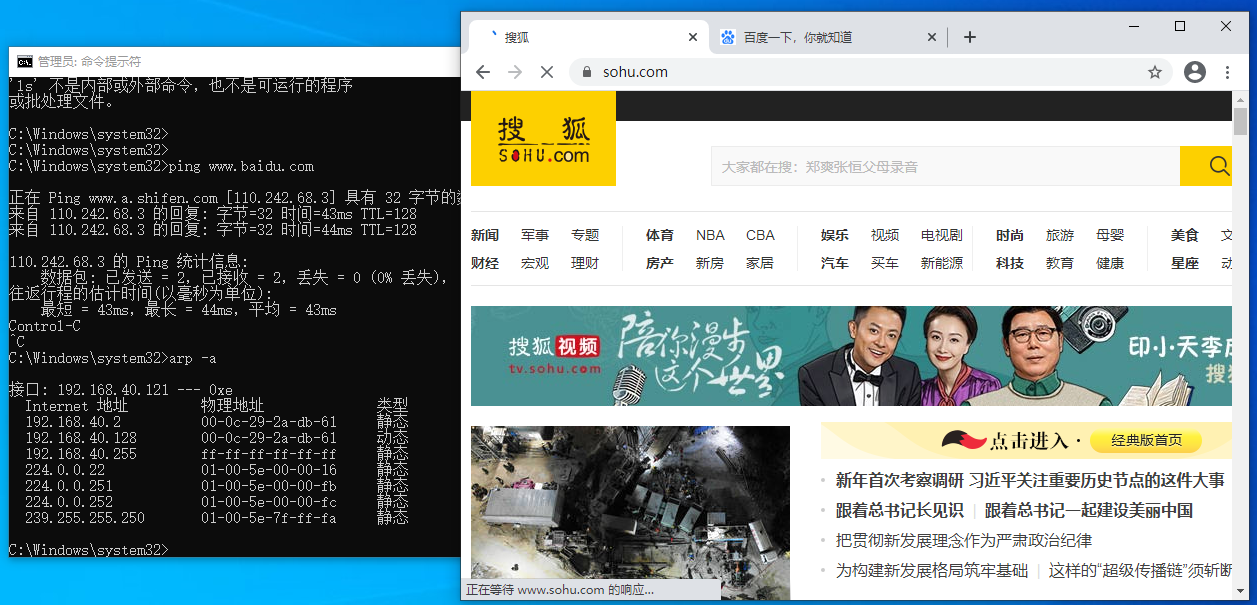 管理员: 命令提示符
'ls' 不是内部或外部命令，也不是可运行的程序
或批处理文件。
C:\Windows\system32>
C:\Windows\system32>
C:\Windows\system32>ping www.baidu.com
正在 Ping www.a.shifen.com [110.242.68.3] 具有 32 字节的
来自 110.242.68.3 的回复: 字节=32 时间=43ms TTL=128
来自 110.242.68.3 的回复: 字节=32 时间=44ms TTL=128
110.242.68.3 的 Ping 统计信息:
数据包: 已发送 = 2，已接收 = 2，丢失 = 0 (0% 丢失)，
往返行程的估计时间(以毫秒为单位):
最短 = 43ms，最长 = 44ms，平均 = 43ms
Control-C
^C
C:\Windows\system32>arp -a
接口: 192.168.40.121 --- 0xe
Internet 地址 物理地址 类型
192.168.40.2 00-0c-29-2a-db-61 静态
192.168.40.128 00-0c-29-2a-db-61 动态
192.168.40.255 ff-ff-ff-ff-ff-ff 静态
224.0.0.22 01-00-5e-00-00-16 静态
224.0.0.251 01-00-5e-00-00-fb 静态
224.0.0.252 01-00-5e-00-00-fc 静态
239.255.255.250 01-00-5e-7f-ff-fa 静态
C:\Windows\system32>
搜狐 百度一下，你就知道
sohu.com
搜 狐
SOHU.com
大家都在搜：郑爽张恒父母录音
新闻 军事 专题 体育 NBA CBA 娱乐 视频 电视剧 时尚 旅游 母婴 美食 文
财经 宏观 理财 房产 新房 家居 汽车 买车 新能源 科技 教育 健康 星座 动
搜狐视频
tv.sohu.com
陪你漫步
这个世界
印小天李成
搜狐
点击进入· 经典版首页
新年首次考察调研 习近平关注重要历史节点的这件大事
跟着总书记长见识 | 跟着总书记一起建设美丽中国
把贯彻新发展理念作为严肃政治纪律
为构建新发展格局筑牢基础 | 这样的“超级传播链”须斩断
正在等待 www.sohu.com 的响应...